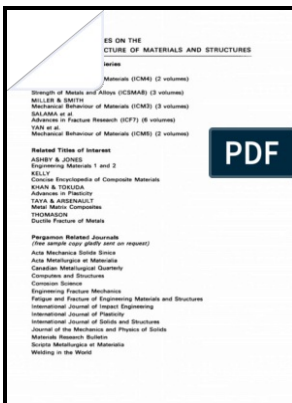 ES ON THE
CTURE OF MATERIALS AND STRUCTURES
eries
Materials (ICM4) (2 volumes)
Strength of Metals and Alloys (ICSMA8) (3 volumes)
MILLER & SMITH
Mechanical Behaviour of Materials (ICM3) (3 volumes)
SALAMA et al.
Advances in Fracture Research (ICF7) (6 volumes)
YAN et al.
Mechanical Behaviour of Materials (ICM5) (2 volumes)
PDF
Related Titles of Interest
ASHBY & JONES
Engineering Materials 1 and 2
KELLY
Concise Encyclopedia of Composite Materials
KHAN & TOKUDA
Advances in Plasticity
TAYA & ARSENAULT
Metal Matrix Composites
THOMASON
Ductile Fracture of Metals
Pergamon Related Journals
(free sample copy gladly sent on request)
Acta Mechanica Solida Sinica
Acta Metallurgica et Materialia
Canadian Metallurgical Quarterly
Computers and Structures
Corrosion Science
Engineering Fracture Mechanics
Fatigue and Fracture of Engineering Materials and Structures
International Journal of Impact Engineering
International Journal of Plasticity
International Journal of Solids and Structures
Journal of the Mechanics and Physics of Solids
Materials Research Bulletin
Scripta Metallurgica et Materialia
Welding in the World